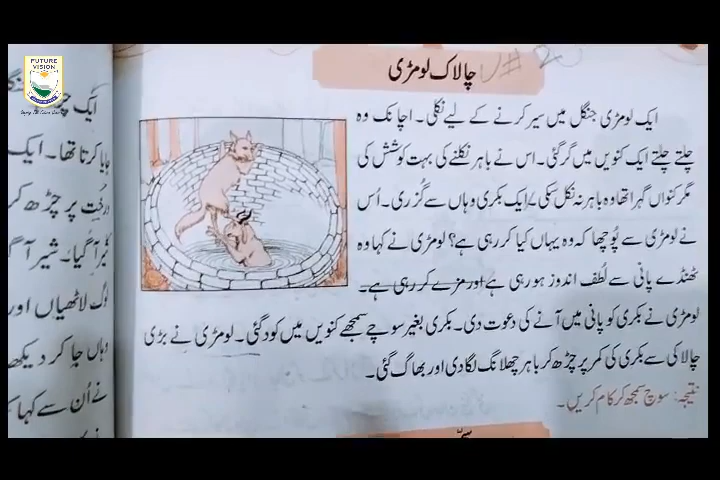 FUTURE
VISION
چالاک لومڑی
ایک لومڑی جنگل میں سیر کرنے کے لیے نکلی۔ اچانک وہ
چلتے چلتے ایک کنویں میں گر گئی۔ اس نے باہر نکلنے کی بہت کوشش کی
مگر کنواں گہرا تھا وہ باہر نہ نکل سکی۔ ایک بکری وہاں سے گزری۔ اُس
نے لومڑی سے پُوچھا کہ وہ یہاں کیا کر رہی ہے؟ لومڑی نے کہا وہ
ٹھنڈے پانی سے لُطف اندوز ہو رہی ہے اور مزے کر رہی ہے۔
لومڑی نے بکری کو پانی میں آنے کی دعوت دی۔ بکری بغیر سوچے سمجھے کنویں میں کود گئی۔ لومڑی نے بڑی
چالاکی سے بکری کی کمر پر چڑھ کر باہر چھلانگ لگا دی اور بھاگ گئی۔
نتیجہ: سوچ سمجھ کر کام کریں۔
ایک
ہایا کرتا تھا۔ ایک
درخت پر چڑھ کر
گیا۔ شیر آ گ
لاٹھیاں اور
وہاں جا کر دیکھ
نے اُن سے کہا